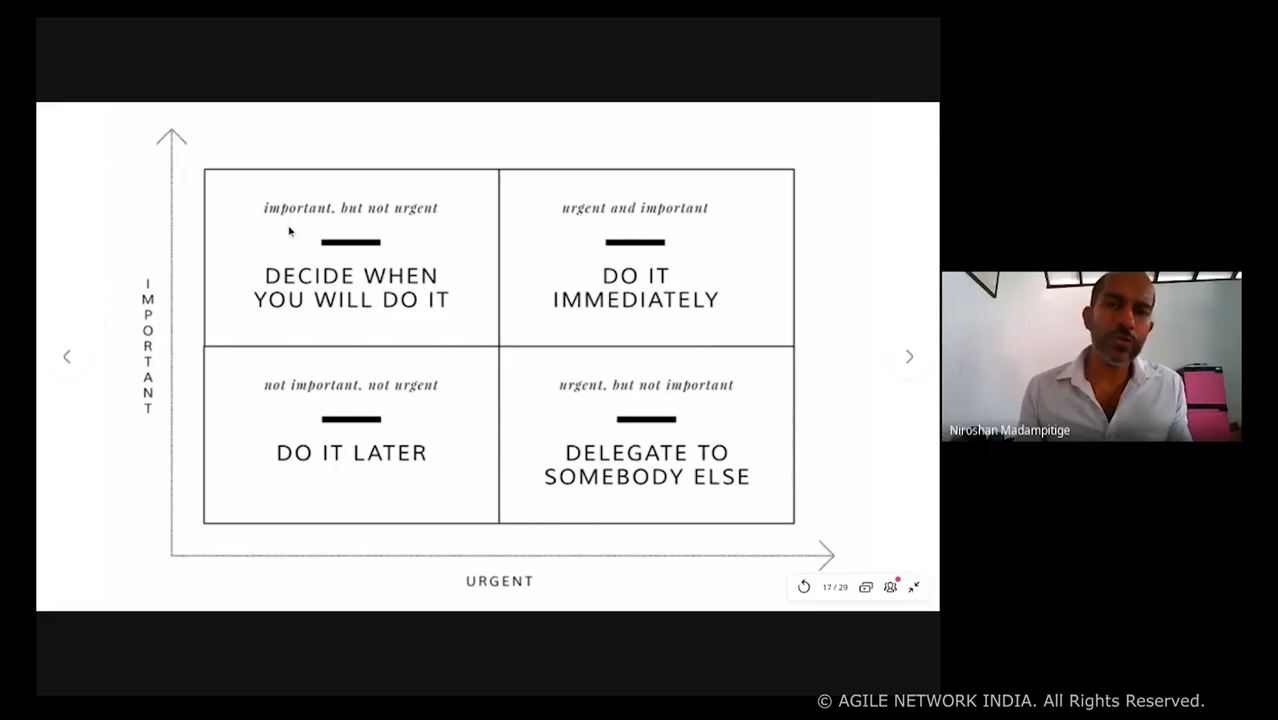 important, but not urgent
DECIDE WHEN
YOU WILL DO IT
urgent and important
DO IT
IMMEDIATELY
IMPORTANT
not important, not urgent
DO IT LATER
urgent, but not important
DELEGATE TO
SOMEBODY ELSE
URGENT
17 / 29
Niroshan Madampitige
© AGILE NETWORK INDIA. All Rights Reserved.